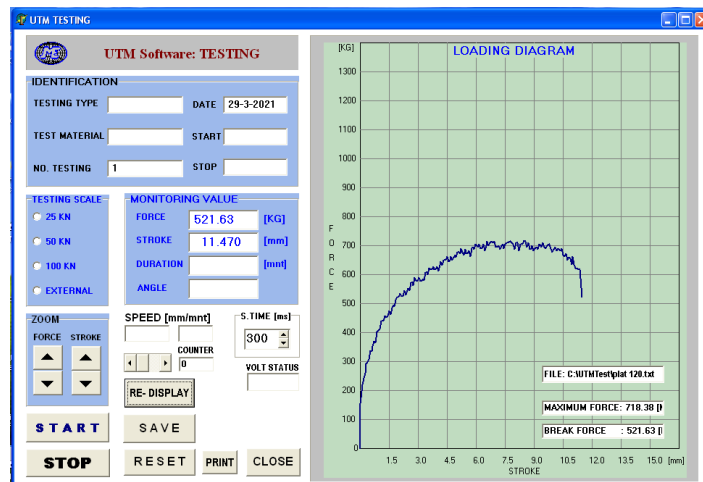 UTM TESTING
UTM Software: TESTING
IDENTIFICATION
TESTING TYPE DATE 29-3-2021
TEST MATERIAL START
NO. TESTING 1 STOP
TESTING SCALE
25 KN
50 KN
100 KN
EXTERNAL
MONITORING VALUE
FORCE 521.63 [KG]
STROKE 11.470 [mm]
DURATION [mnt]
ANGLE
ZOOM
FORCE STROKE
SPEED [mm/mnt]
COUNTER
0
S.TIME [ms]
300
VOLT STATUS
RE- DISPLAY
START
SAVE
STOP
RESET
PRINT
CLOSE
[KG]
LOADING DIAGRAM
1300
1200
1100
1000
900
800
700
600
500
400
300
200
100
0
FORCE
FILE: C:\UTMTest\plat 120.txt
MAXIMUM FORCE: 718.38 [
BREAK FORCE : 521.63 [
1.5 3.0 4.5 6.0 7.5 9.0 10.5 12.0 13.5 15.0 [mm]
STROKE